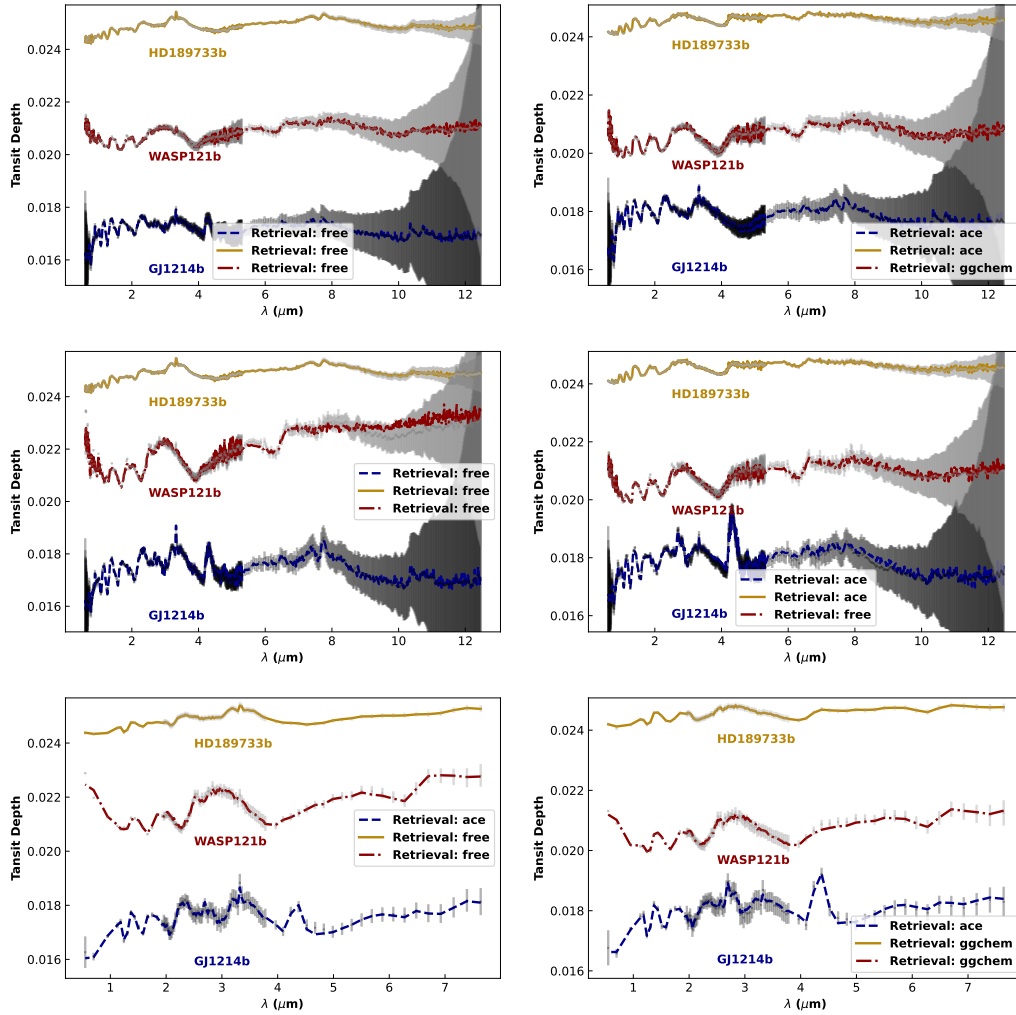 0.024
0.022
0.020
0.018
0.016
Tansit Depth
HD189733b
WASP121b
GJ1214b
Retrieval: free
Retrieval: free
Retrieval: free
2 4 6 8 10 12
λ (μm)
0.024
0.022
0.020
0.018
0.016
Tansit Depth
HD189733b
WASP121b
GJ1214b
Retrieval: ace
Retrieval: ace
Retrieval: ggchem
2 4 6 8 10 12
λ (μm)
0.024
0.022
0.020
0.018
0.016
Tansit Depth
HD189733b
WASP121b
GJ1214b
Retrieval: free
Retrieval: free
Retrieval: free
2 4 6 8 10 12
λ (μm)
0.024
0.022
0.020
0.018
0.016
Tansit Depth
HD189733b
WASP121b
GJ1214b
Retrieval: ace
Retrieval: ace
Retrieval: free
2 4 6 8 10 12
λ (μm)
0.024
0.022
0.020
0.018
0.016
Tansit Depth
HD189733b
WASP121b
GJ1214b
Retrieval: ace
Retrieval: free
Retrieval: free
1 2 3 4 5 6 7
λ (μm)
0.024
0.022
0.020
0.018
0.016
Tansit Depth
HD189733b
WASP121b
GJ1214b
Retrieval: ace
Retrieval: ggchem
Retrieval: ggchem
1 2 3 4 5 6 7
λ (μm)